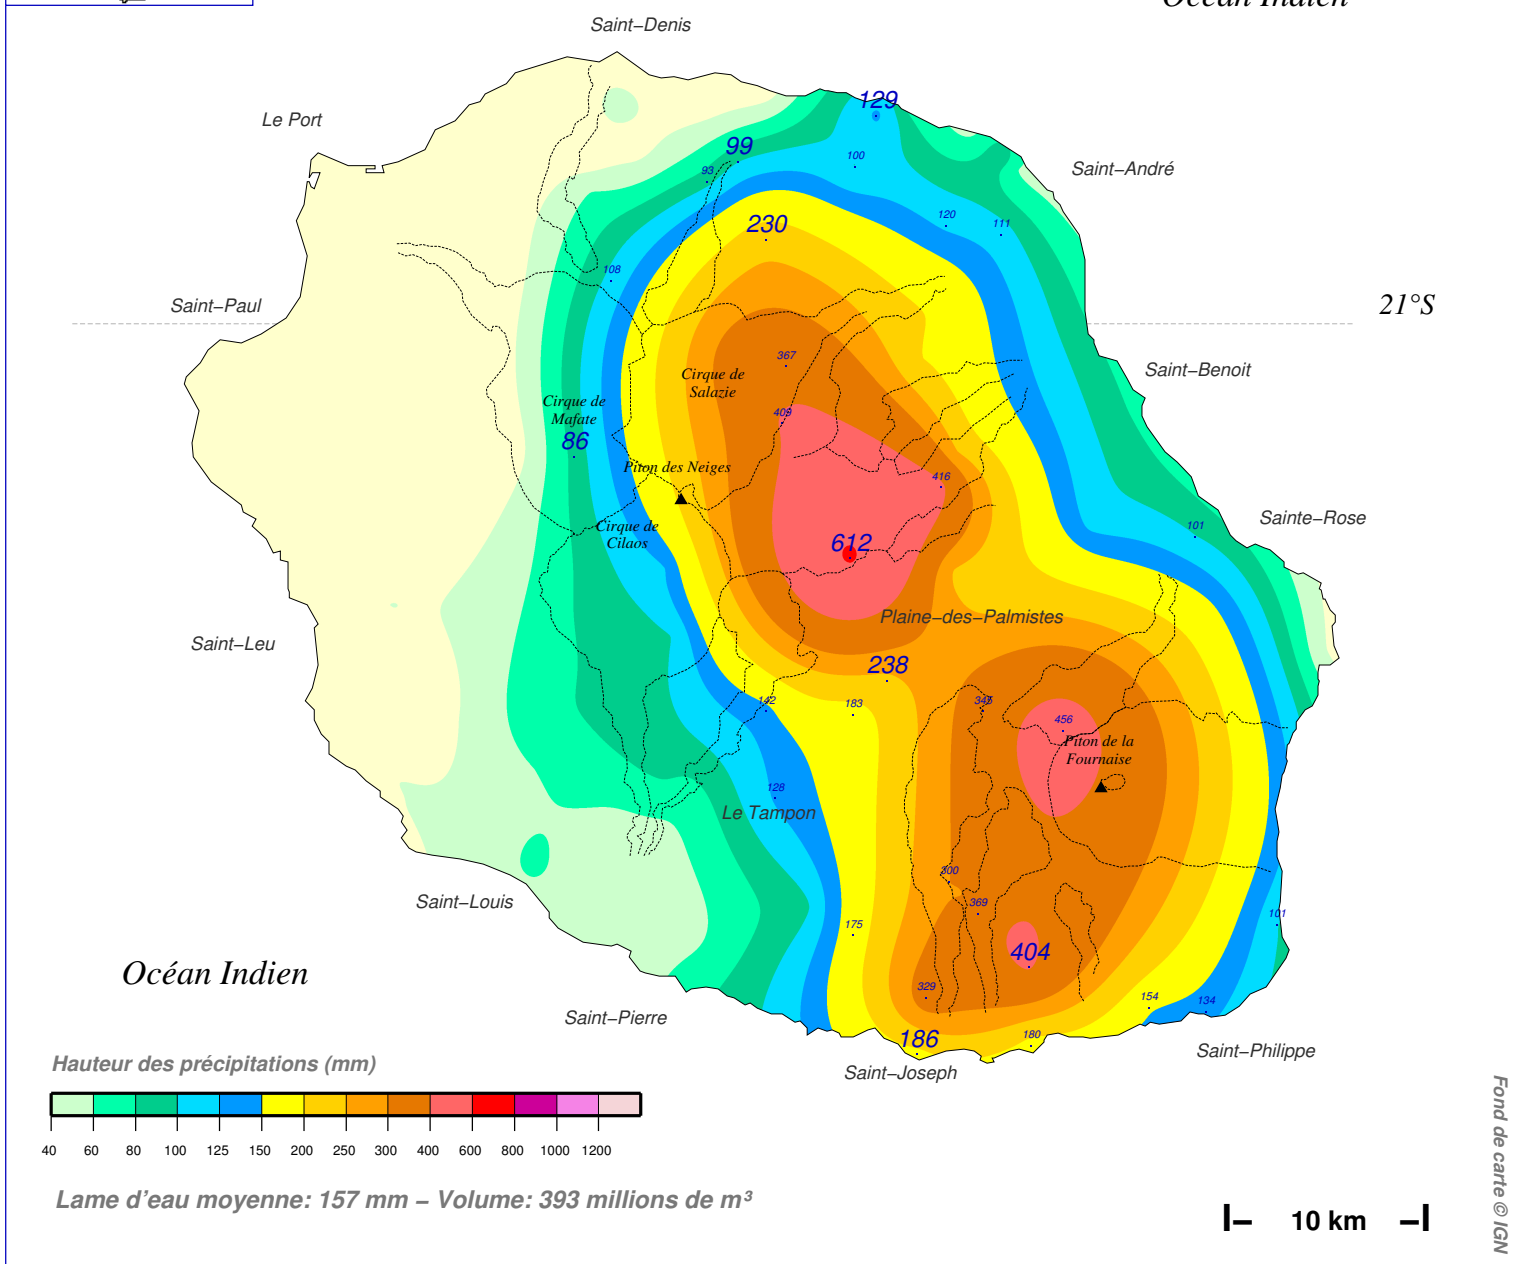 Océan Indien
Saint–Denis
Le Port
129
99
93
100
Saint–André
230
120
111
108
Saint–Paul
21°S
367
Saint–Benoit
Cirque de
Salazie
Cirque de
Mafate
86
409
Piton des Neiges
416
Cirque de
Cilaos
612
101
Sainte–Rose
Plaine–des–Palmistes
Saint–Leu
238
142
183
345
456
Piton de la
Fournaise
128
Le Tampon
300
369
Saint–Louis
175
404
101
Océan Indien
329
154
134
Saint–Pierre
186
180
Saint–Joseph
Saint–Philippe
Hauteur des précipitations (mm)
40 60 80 100 125 150 200 250 300 400 600 800 1000 1200
Lame d'eau moyenne: 157 mm – Volume: 393 millions de m³
10 km
Fond de carte © IGN